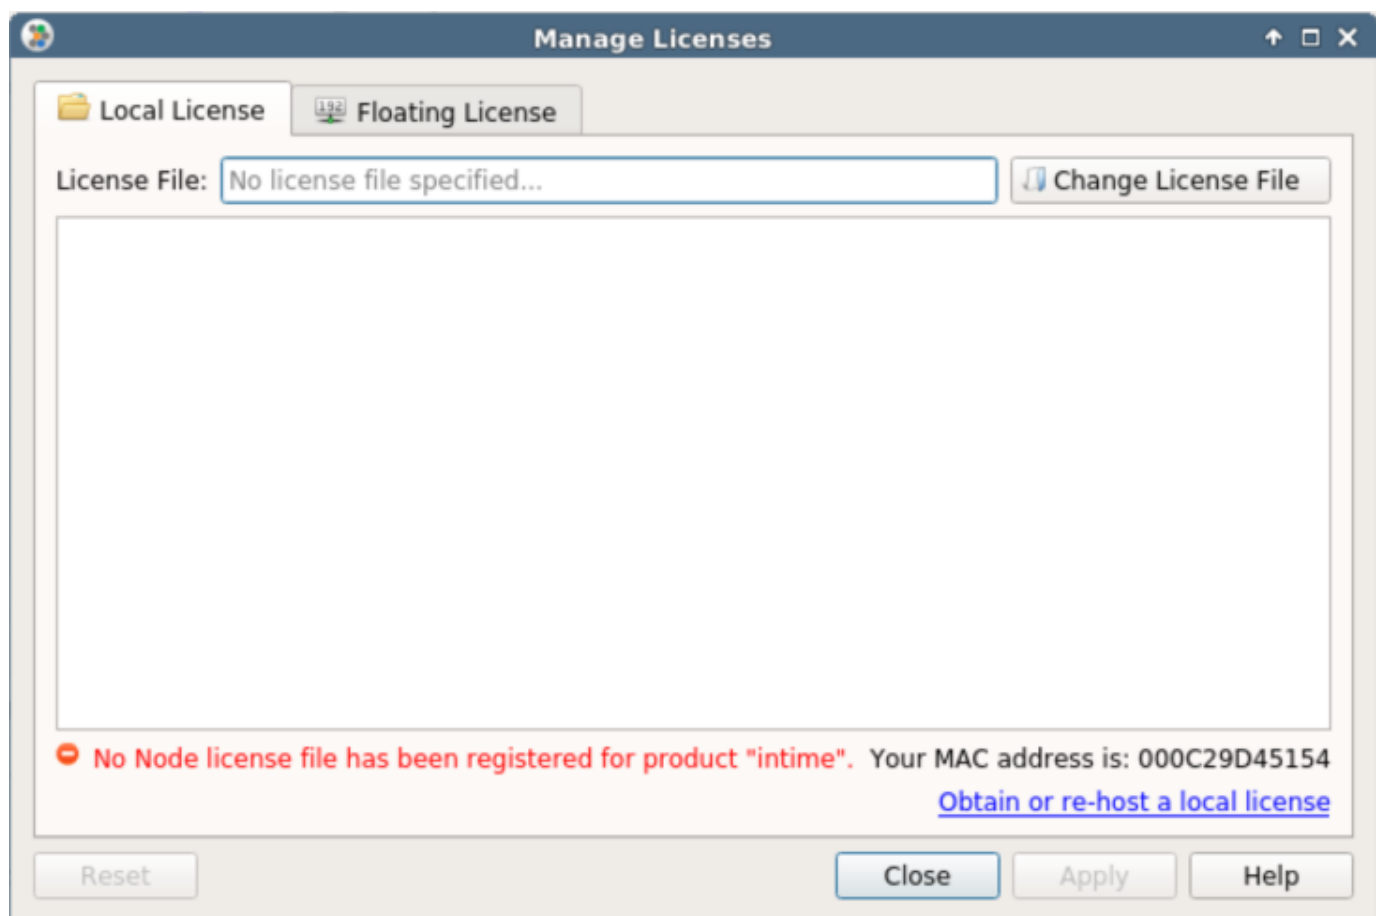 Manage Licenses
Local License
Floating License
License File: No license file specified... Change License File
No Node license file has been registered for product "intime". Your MAC address is: 000C29D45154
Obtain or re-host a local license
Reset Close Apply Help